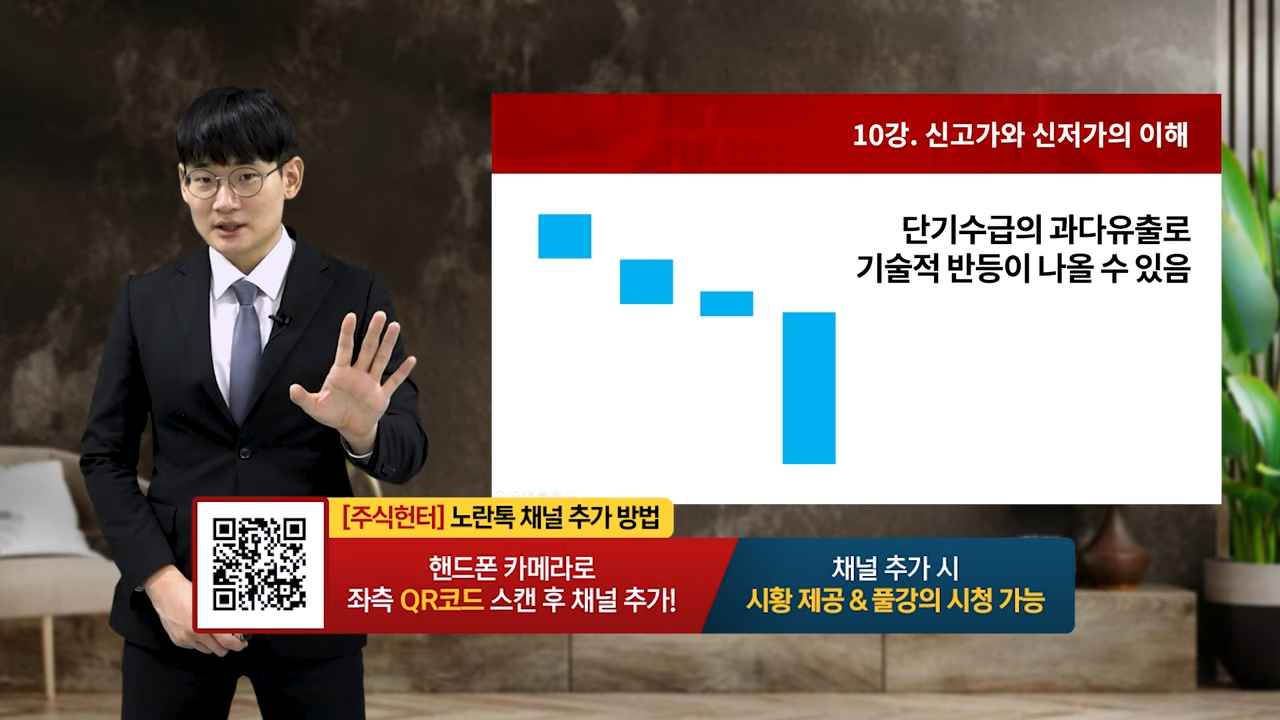 10강. 신고가와 신저가의 이해
단기수급의 과다유출로
기술적 반등이 나올 수 있음
[주식헌터] 노란톡 채널 추가 방법
핸드폰 카메라로
좌측 QR코드 스캔 후 채널 추가!
채널 추가 시
시황 제공 & 풀강의 시청 가능